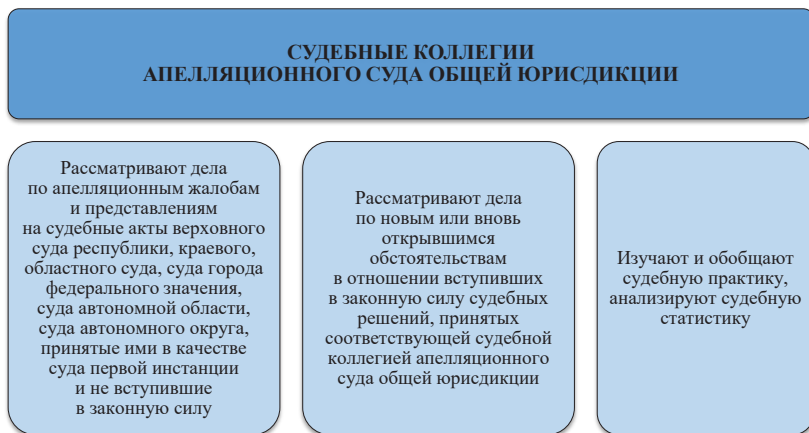 СУДЕБНЫЕ КОЛЛЕГИИ
АПЕЛЛЯЦИОННОГО СУДА ОБЩЕЙ ЮРИСДИКЦИИ
Рассматривают дела
по апелляционным жалобам
и представлениям
на судебные акты верховного
суда республики, краевого,
областного суда, суда города
федерального значения,
суда автономной области,
суда автономного округа,
принятые ими в качестве
суда первой инстанции
и не вступившие
в законную силу
Рассматривают дела
по новым или вновь
открывшимся
обстоятельствам
в отношении вступивших
в законную силу судебных
решений, принятых
соответствующей судебной
коллегией апелляционного
суда общей юрисдикции
Изучают и обобщают
судебную практику,
анализируют судебную
статистику